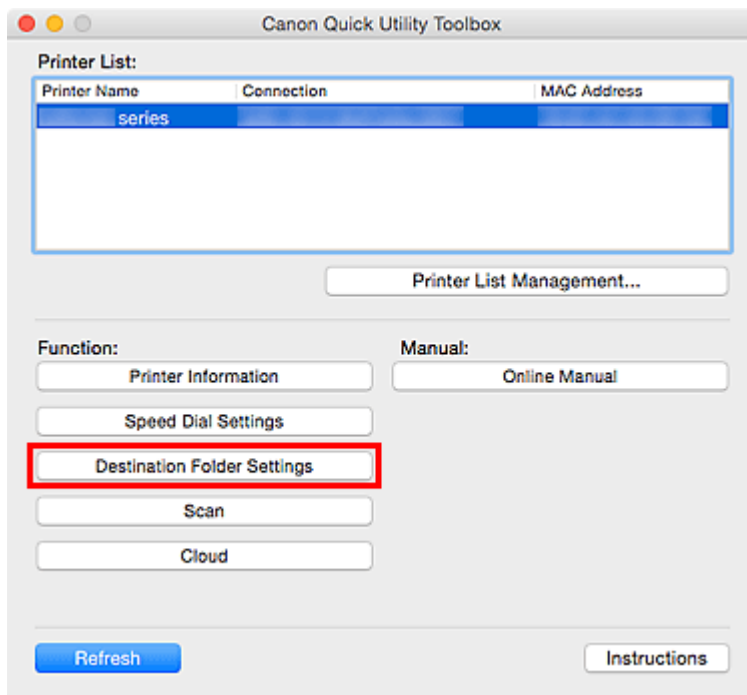 Canon Quick Utility Toolbox
Printer List:
Printer Name Connection MAC Address
series
Printer List Management...
Function: Manual:
Printer Information Online Manual
Speed Dial Settings
Destination Folder Settings
Scan
Cloud
Refresh Instructions